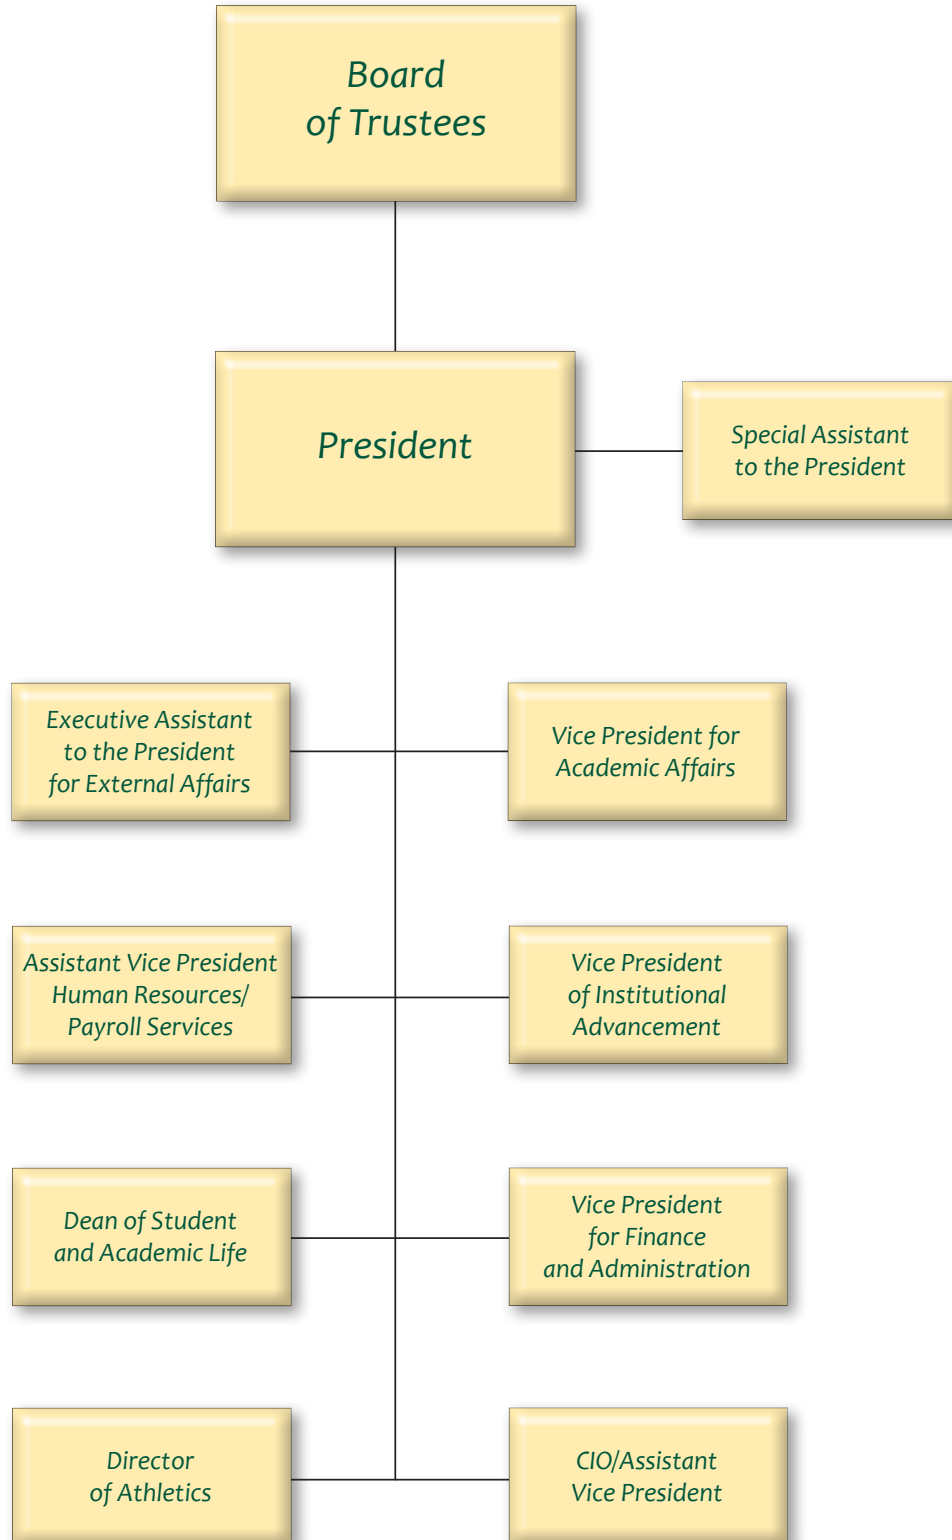 Board
of Trustees
President
Special Assistant
to the President
Executive Assistant
to the President
for External Affairs
Vice President for
Academic Affairs
Assistant Vice President
Human Resources/
Payroll Services
Vice President
of Institutional
Advancement
Dean of Student
and Academic Life
Vice President
for Finance
and Administration
Director
of Athletics
CIO/Assistant
Vice President